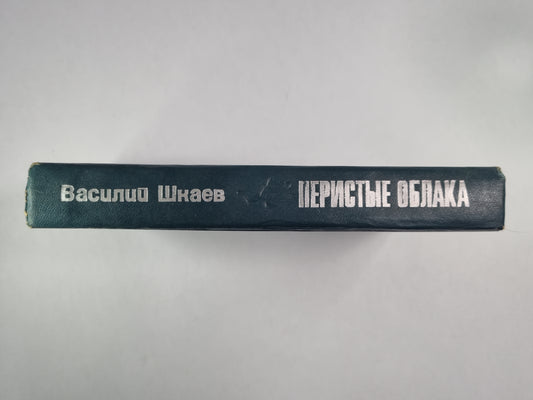 Василий Шкаев
ПЕРИСТЫЕ ОБЛАКА